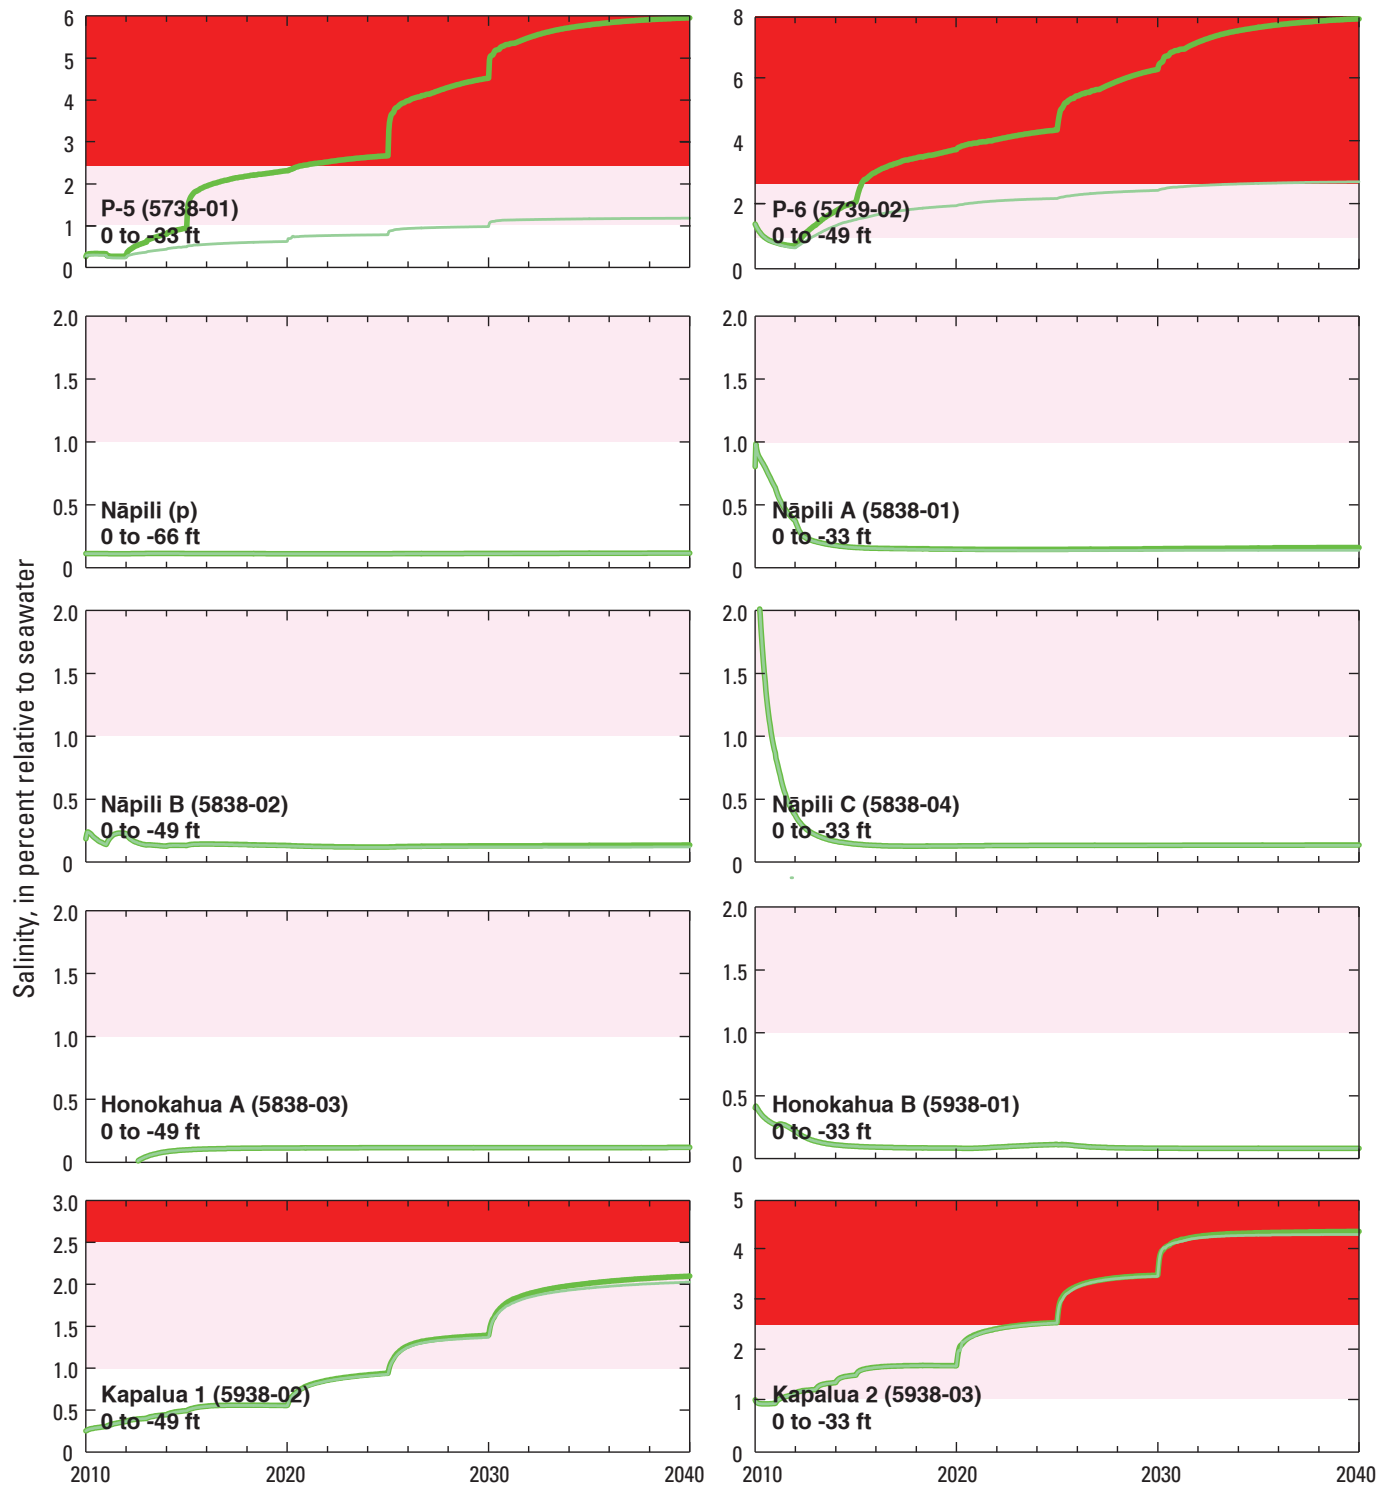 Salinity, in percent relative to seawater
6
5
4
3
2
1
0
P-5 (5738-01)
0 to -33 ft
8
6
4
2
0
P-6 (5739-02)
0 to -49 ft
2.0
1.5
1.0
0.5
0
Nāpili (p)
0 to -66 ft
2.0
1.5
1.0
0.5
0
Nāpili A (5838-01)
0 to -33 ft
2.0
1.5
1.0
0.5
0
Nāpili B (5838-02)
0 to -49 ft
2.0
1.5
1.0
0.5
0
Nāpili C (5838-04)
0 to -33 ft
2.0
1.5
1.0
0.5
0
Honokahua A (5838-03)
0 to -49 ft
2.0
1.5
1.0
0.5
0
Honokahua B (5938-01)
0 to -33 ft
3.0
2.5
2.0
1.5
1.0
0.5
0
Kapalua 1 (5938-02)
0 to -49 ft
2010 2020 2030 2040
5
4
3
2
1
0
Kapalua 2 (5938-03)
0 to -33 ft
2010 2020 2030 2040